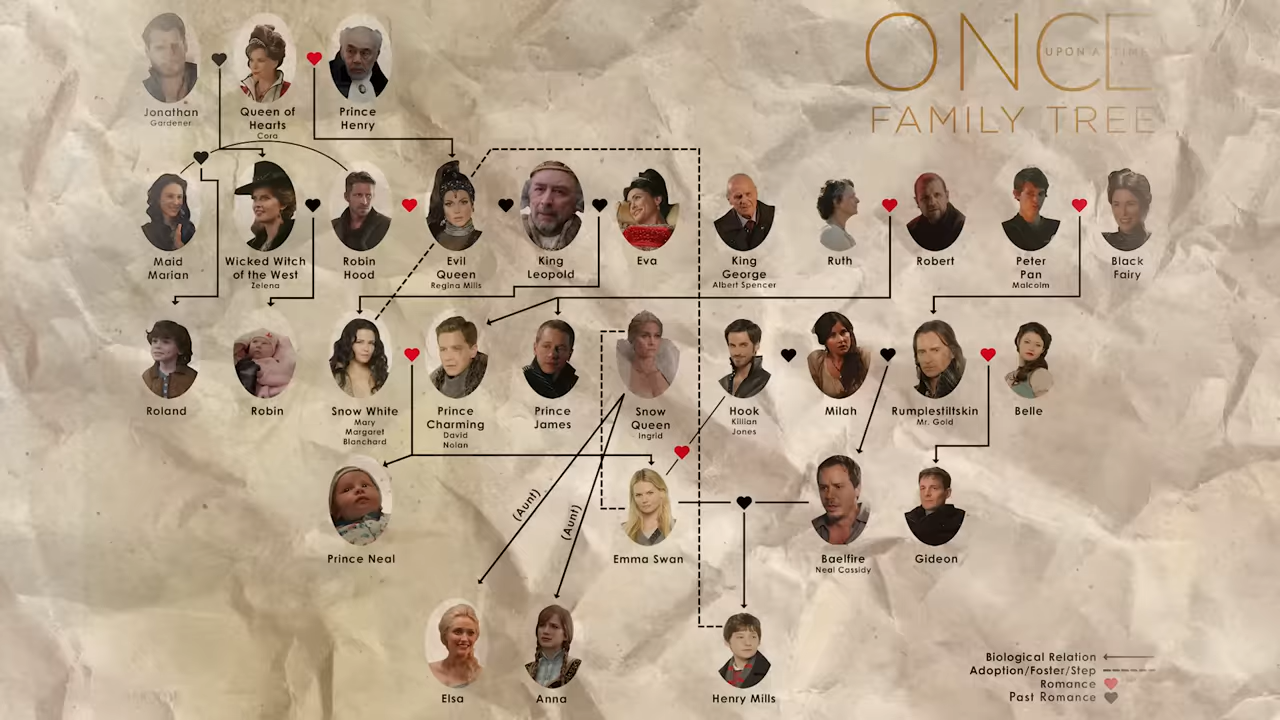 ONCE
UPON A TIME
FAMILY TREE
Jonathan
Gardener
Queen of
Hearts
Cora
Prince
Henry
Maid
Marian
Wicked Witch
of the West
Zelena
Robin
Hood
Evil
Queen
Regina Mills
King
Leopold
Eva
King
George
Albert Spencer
Ruth
Robert
Peter
Pan
Malcolm
Black
Fairy
Roland
Robin
Snow White
Mary
Margaret
Blanchard
Prince
Charming
David
Nolan
Prince
James
Snow
Queen
Ingrid
Hook
Killian
Jones
Milah
Rumplestiltskin
Mr. Gold
Belle
(Aunt)
(Aunt)
Prince Neal
Emma Swan
Baelfire
Neal Cassidy
Gideon
Elsa
Anna
Henry Mills
Biological Relation
Adoption/Foster/Step
Romance
Past Romance